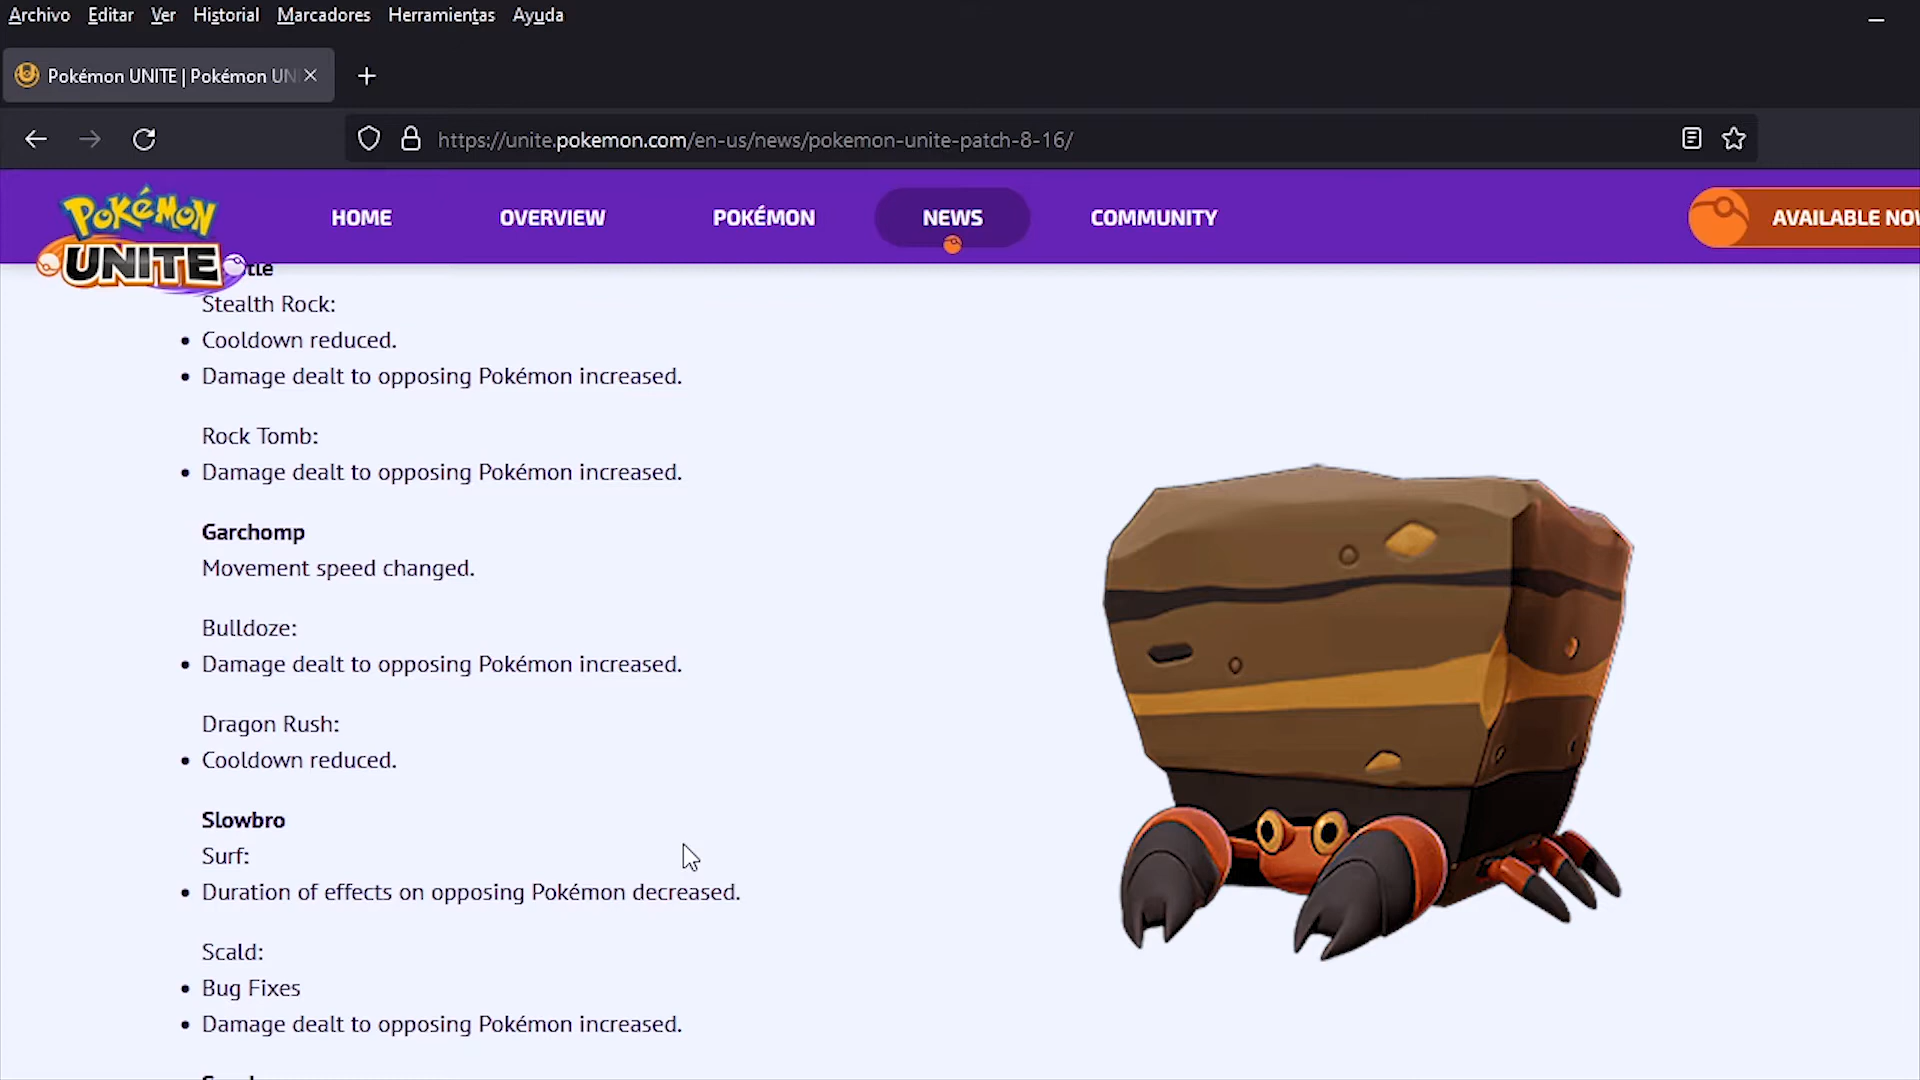 Archivo Editar Ver Historial Marcadores Herramientas Ayuda
Pokémon UNITE | Pokémon UN
https://unite.pokemon.com/en-us/news/pokemon-unite-patch-8-16/
Pokémon UNITE
HOME OVERVIEW POKÉMON NEWS COMMUNITY AVAILABLE NOW
tle
Stealth Rock:
• Cooldown reduced.
• Damage dealt to opposing Pokémon increased.
Rock Tomb:
• Damage dealt to opposing Pokémon increased.
Garchomp
Movement speed changed.
Bulldoze:
• Damage dealt to opposing Pokémon increased.
Dragon Rush:
• Cooldown reduced.
Slowbro
Surf:
• Duration of effects on opposing Pokémon decreased.
Scald:
• Bug Fixes
• Damage dealt to opposing Pokémon increased.